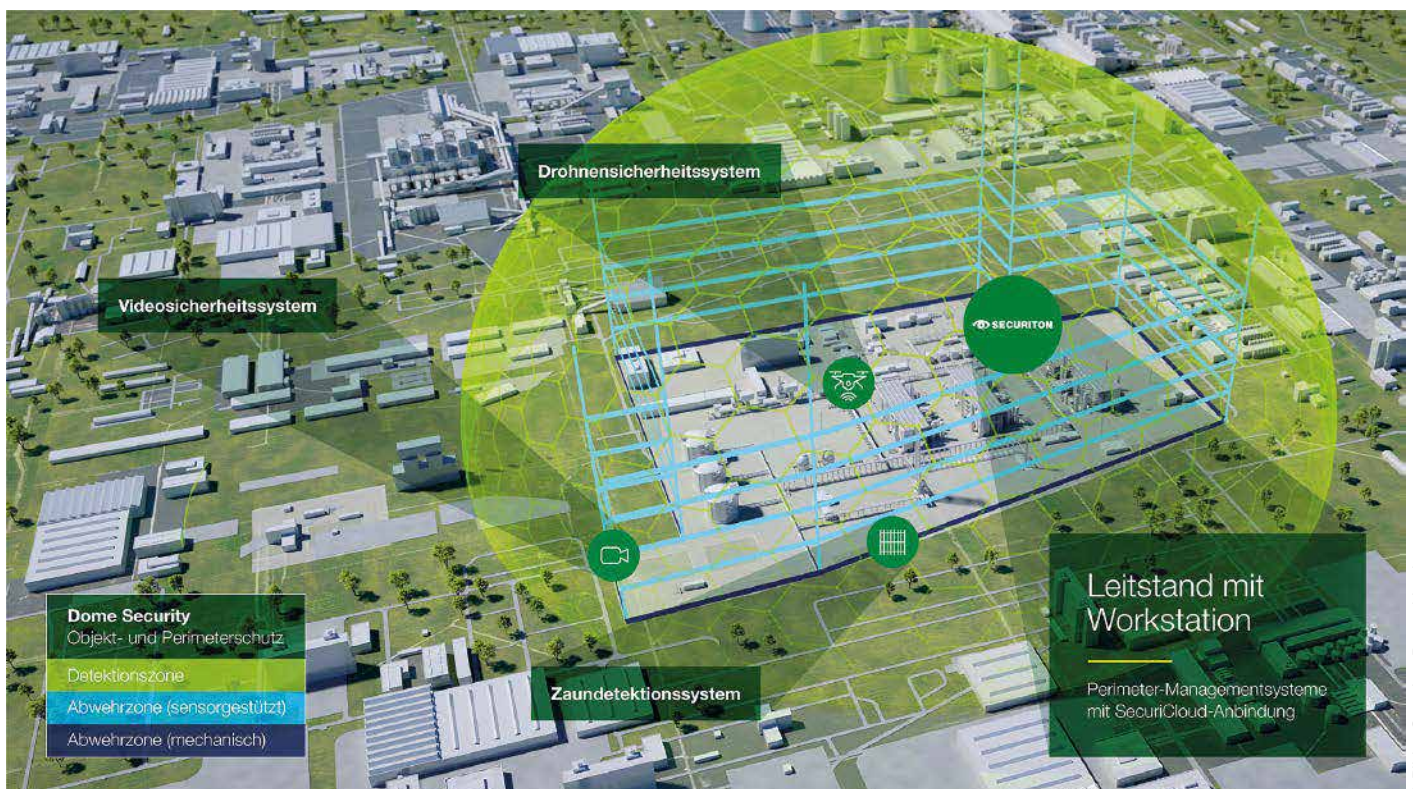 Drohnensicherheitssystem
Videosicherheitssystem
SECURITON
Leitstand mit
Workstation
Perimeter-Managementsysteme
mit SecuriCloud-Anbindung
Dome Security
Objekt- und Perimeterschutz
Detektionszone
Abwehrzone (sensorgestützt)
Abwehrzone (mechanisch)
Zaundetektionssystem